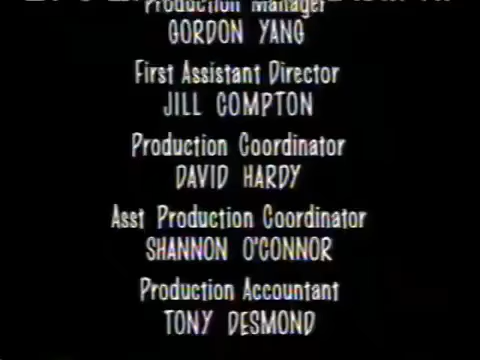 Production Manager
GORDON YANG
First Assistant Director
JILL COMPTON
Production Coordinator
DAVID HARDY
Asst Production Coordinator
SHANNON O'CONNOR
Production Accountant
TONY DESMOND